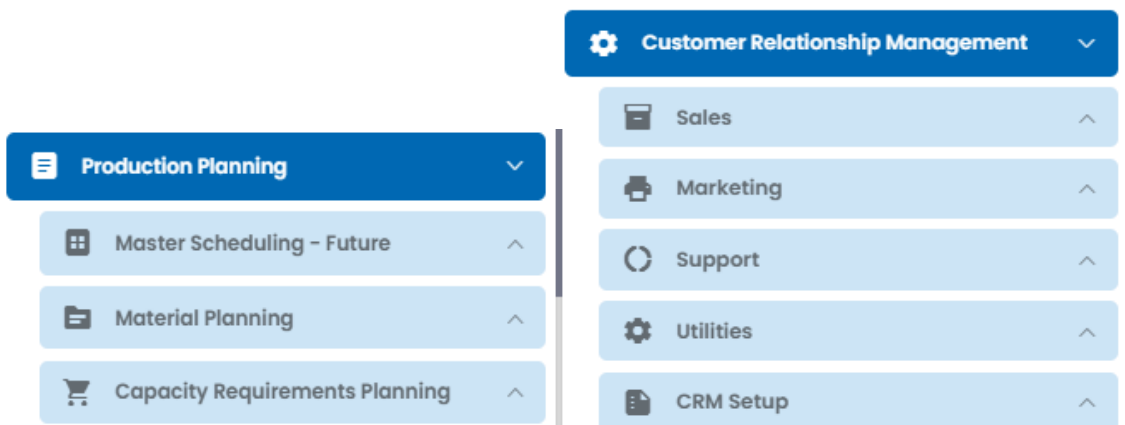 Production Planning
Master Scheduling - Future
Material Planning
Capacity Requirements Planning
Customer Relationship Management
Sales
Marketing
Support
Utilities
CRM Setup